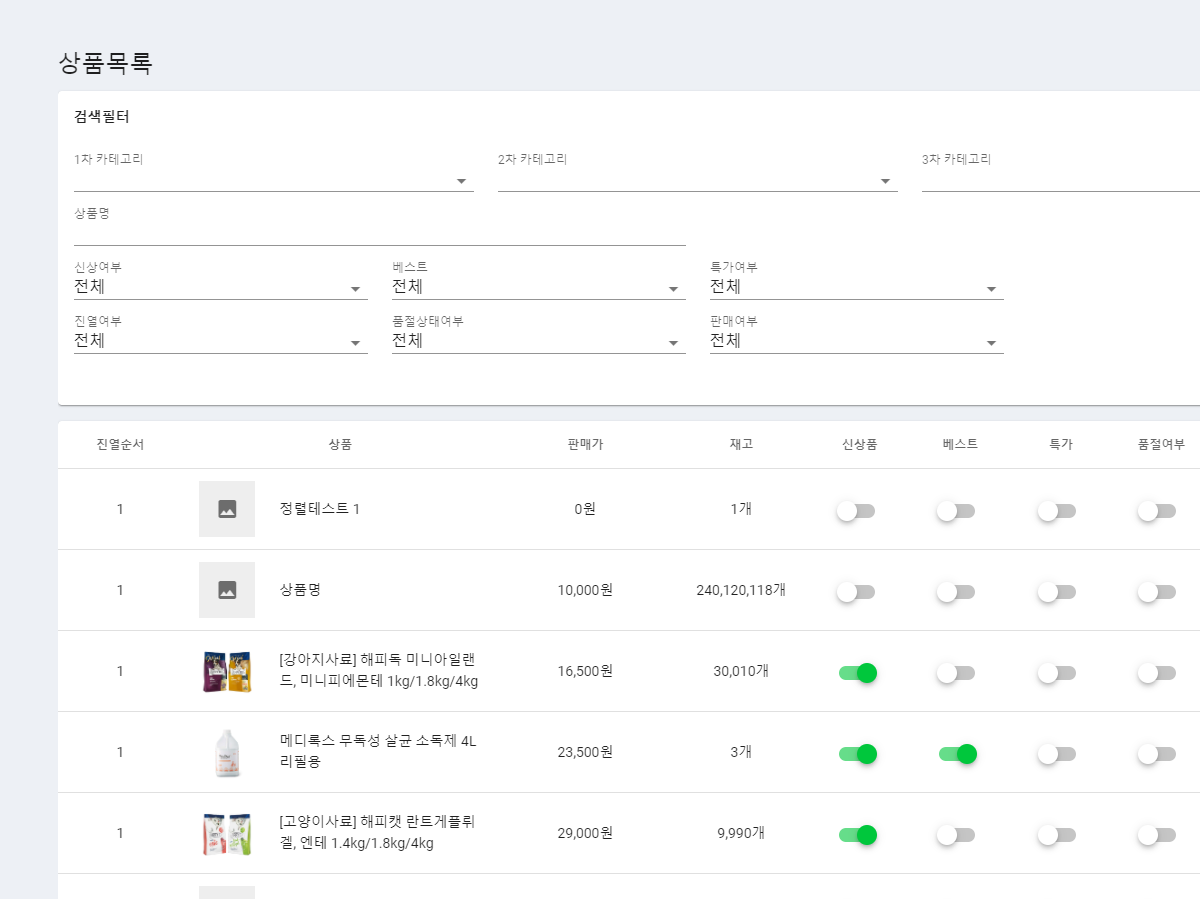 상품목록
검색필터
1차 카테고리 2차 카테고리 3차 카테고리
상품명
신상여부 베스트 특가여부
전체 전체 전체
진열여부 품절상태여부 판매여부
전체 전체 전체
진열순서 상품 판매가 재고 신상품 베스트 특가 품절여부
1 정렬테스트 1 0원 1개
1 상품명 10,000원 240,120,118개
1 [강아지사료] 해피독 미니아일랜 16,500원 30,010개
드, 미니피에몬테 1kg/1.8kg/4kg
1 메디록스 무독성 살균 소독제 4L 23,500원 3개
리필용
1 [고양이사료] 해피캣 란트게플뤼 29,000원 9,990개
겔, 엔테 1.4kg/1.8kg/4kg